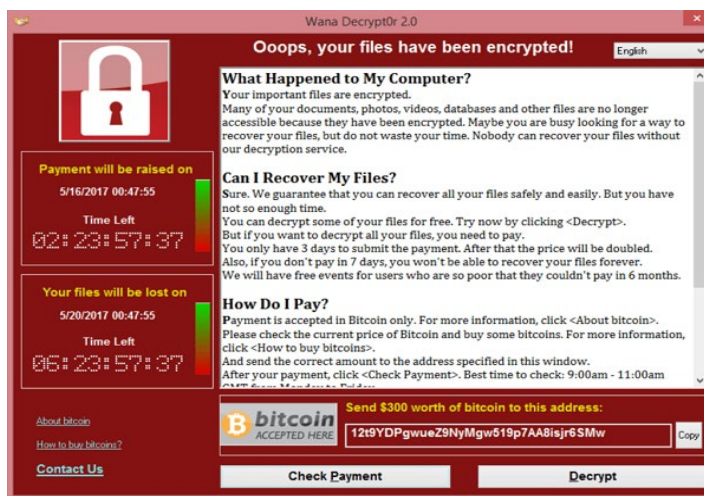 Wana Decrypt0r 2.0
Ooops, your files have been encrypted!
English
Payment will be raised on
5/16/2017 00:47:55
Time Left
02:23:57:37
Your files will be lost on
5/20/2017 00:47:55
Time Left
06:23:57:37
About bitcoin
How to buy bitcoins?
Contact Us
What Happened to My Computer?
Your important files are encrypted.
Many of your documents, photos, videos, databases and other files are no longer
accessible because they have been encrypted. Maybe you are busy looking for a way to
recover your files, but do not waste your time. Nobody can recover your files without
our decryption service.
Can I Recover My Files?
Sure. We guarantee that you can recover all your files safely and easily. But you have
not so enough time.
You can decrypt some of your files for free. Try now by clicking <Decrypt>.
But if you want to decrypt all your files, you need to pay.
You only have 3 days to submit the payment. After that the price will be doubled.
Also, if you don't pay in 7 days, you won't be able to recover your files forever.
We will have free events for users who are so poor that they couldn't pay in 6 months.
How Do I Pay?
Payment is accepted in Bitcoin only. For more information, click <About bitcoin>.
Please check the current price of Bitcoin and buy some bitcoins. For more information,
click <How to buy bitcoins>.
And send the correct amount to the address specified in this window.
After your payment, click <Check Payment>. Best time to check: 9:00am - 11:00am
GMT from Monday to Friday.
bitcoin
ACCEPTED HERE
Send $300 worth of bitcoin to this address:
12t9YDPgwueZ9NyMgw519p7AA8isjr6SMw
Copy
Check Payment
Decrypt